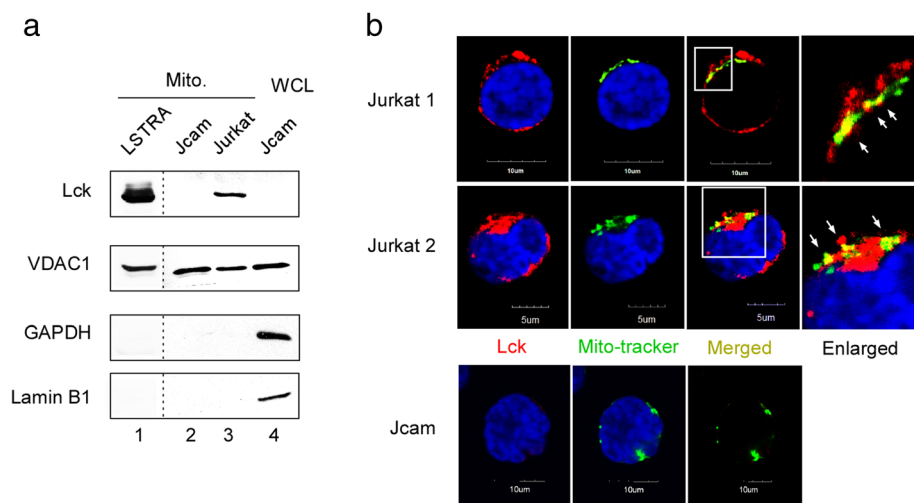 a
Mito.
WCL
LSTRA
Jcam
Jurkat
Jcam
Lck
VDAC1
GAPDH
Lamin B1
1 2 3 4
b
Jurkat 1
10um
10um
10um
Jurkat 2
5um
5um
5um
Lck Mito-tracker Merged Enlarged
Jcam
10um
10um
10um